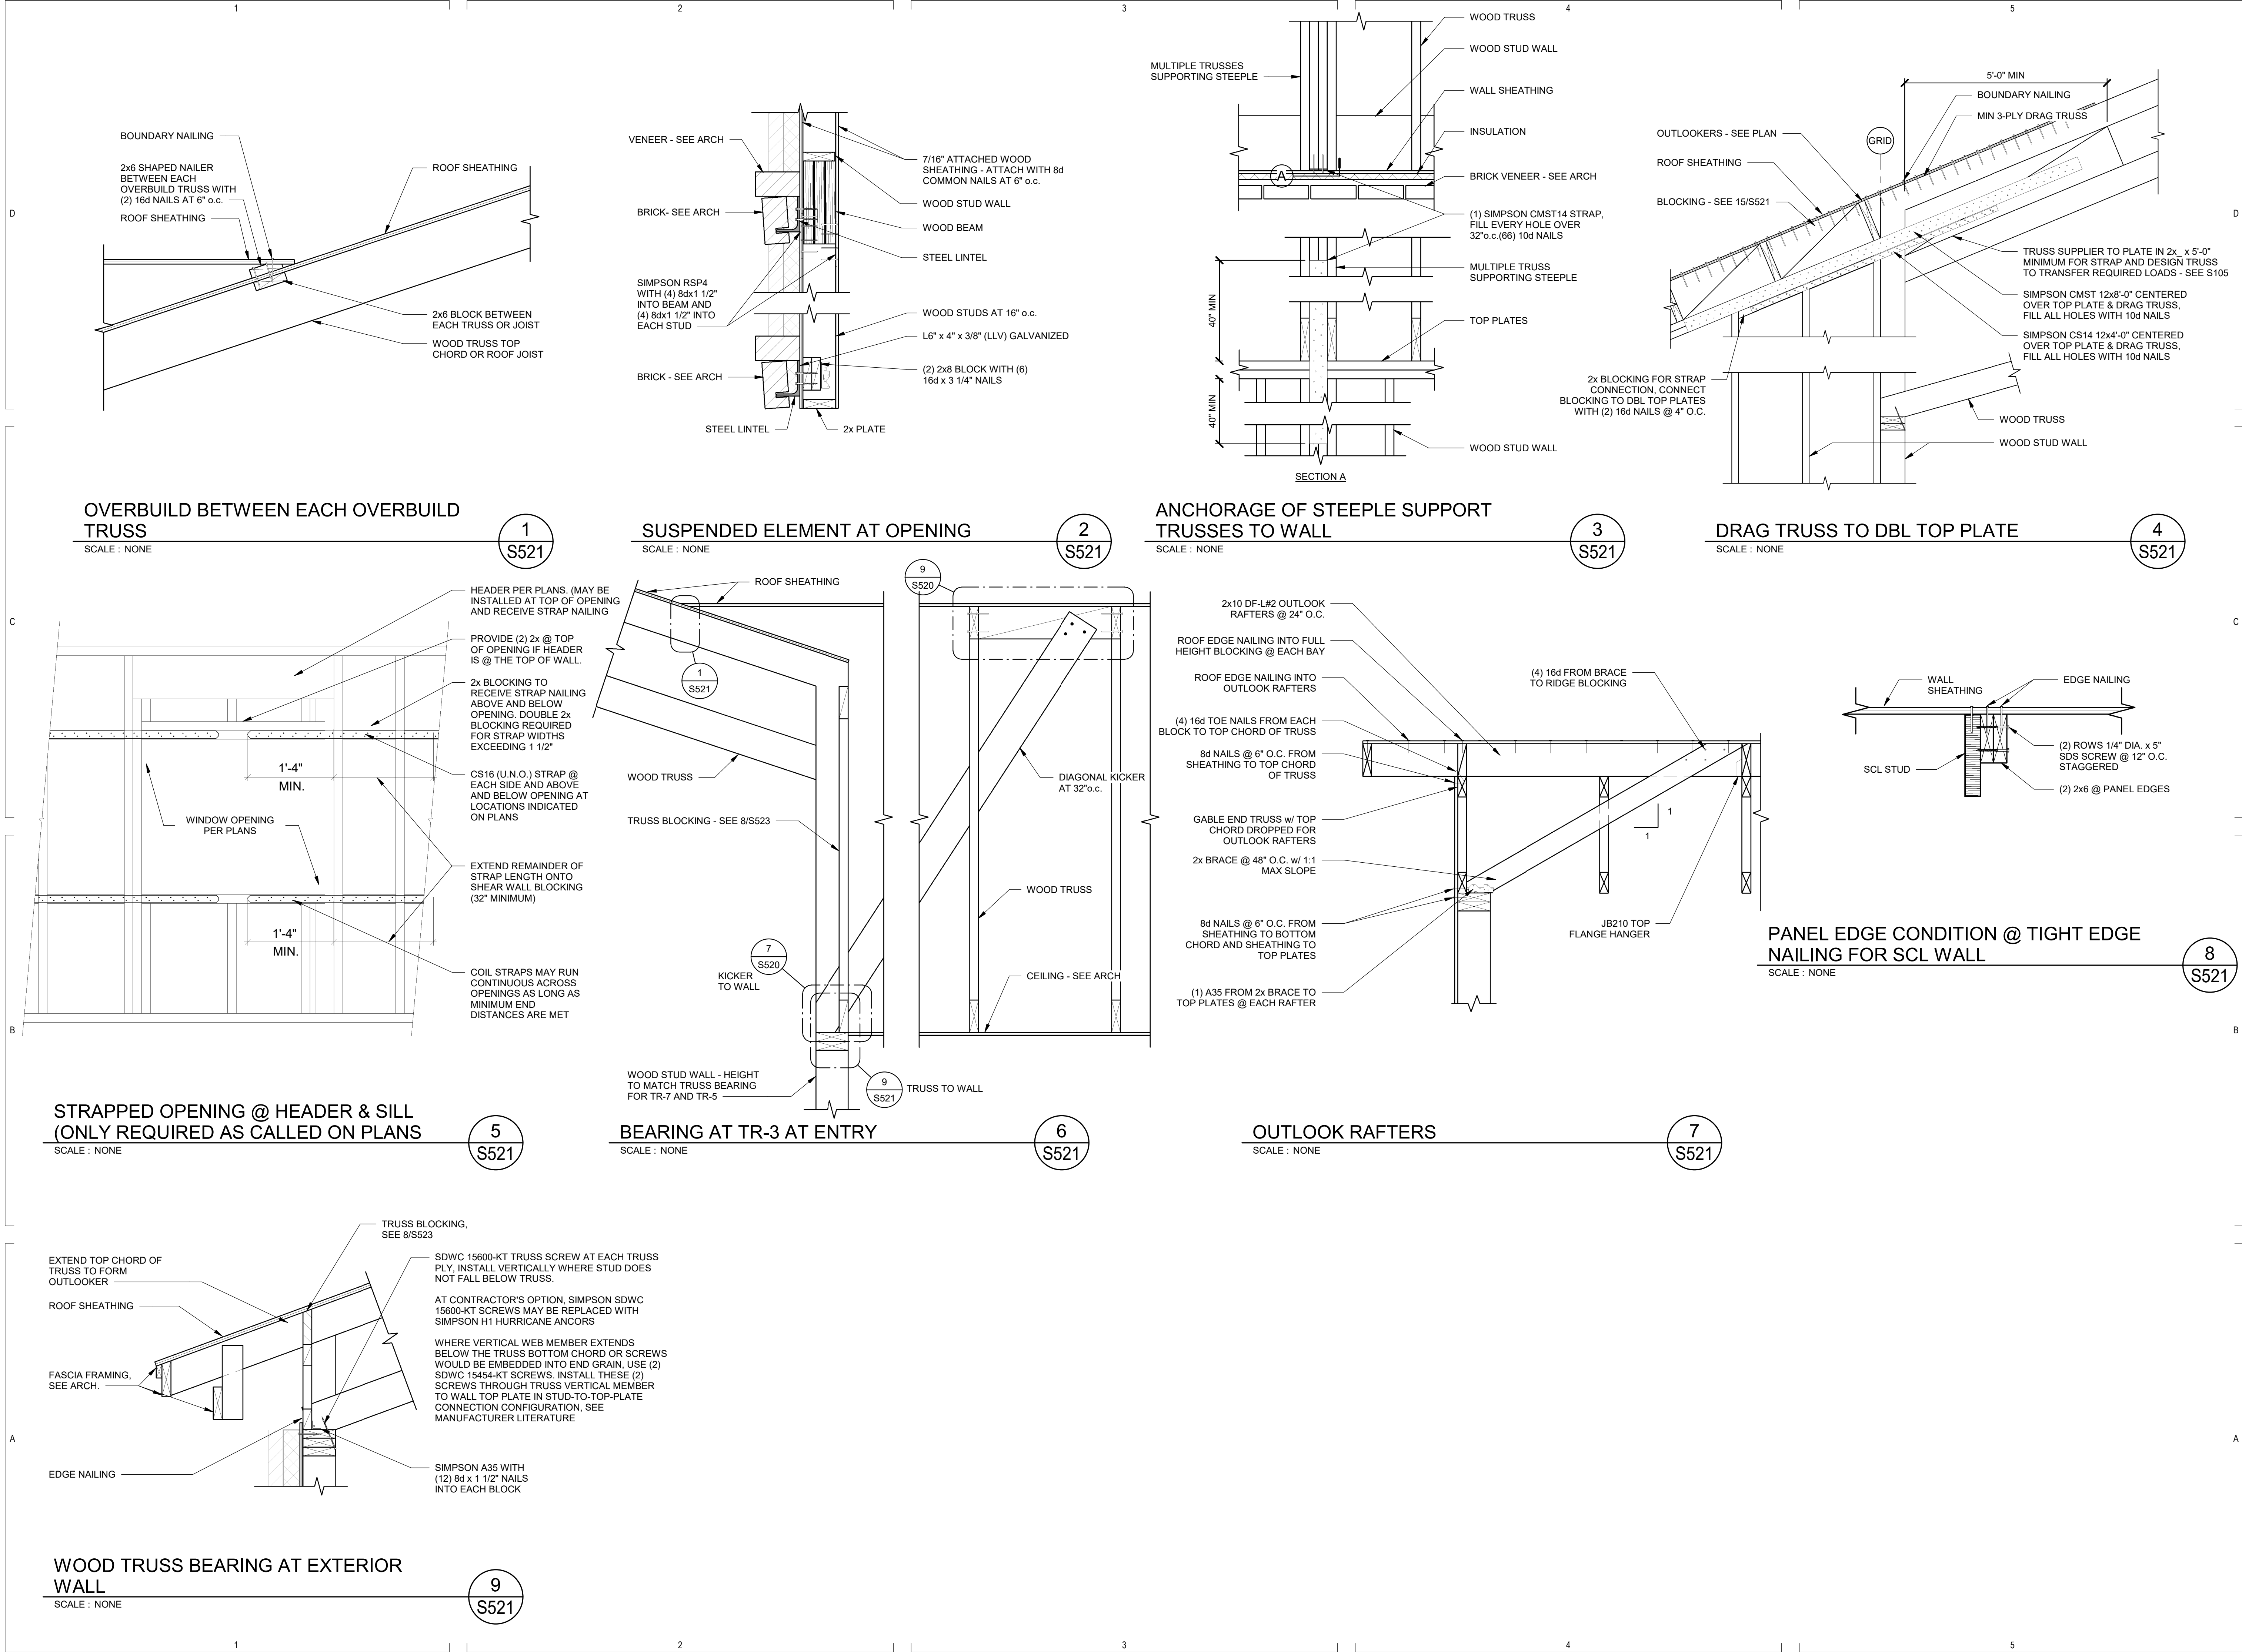 1
2
3
4
5
D
C
B
A
BOUNDARY NAILING
2x6 SHAPED NAILER
BETWEEN EACH
OVERBUILD TRUSS WITH
(2) 16d NAILS AT 6" o.c.
ROOF SHEATHING
ROOF SHEATHING
2x6 BLOCK BETWEEN
EACH TRUSS OR JOIST
WOOD TRUSS TOP
CHORD OR ROOF JOIST
OVERBUILD BETWEEN EACH OVERBUILD
TRUSS
SCALE : NONE
1
S521
VENEER - SEE ARCH
BRICK- SEE ARCH
SIMPSON RSP4
WITH (4) 8dx1 1/2"
INTO BEAM AND
(4) 8dx1 1/2" INTO
EACH STUD
BRICK - SEE ARCH
STEEL LINTEL
2x PLATE
7/16" ATTACHED WOOD
SHEATHING - ATTACH WITH 8d
COMMON NAILS AT 6" o.c.
WOOD STUD WALL
WOOD BEAM
STEEL LINTEL
WOOD STUDS AT 16" o.c.
L6" x 4" x 3/8" (LLV) GALVANIZED
(2) 2x8 BLOCK WITH (6)
16d x 3 1/4" NAILS
SUSPENDED ELEMENT AT OPENING
SCALE : NONE
2
S521
MULTIPLE TRUSSES
SUPPORTING STEEPLE
A
WOOD TRUSS
WOOD STUD WALL
WALL SHEATHING
INSULATION
BRICK VENEER - SEE ARCH
(1) SIMPSON CMST14 STRAP,
FILL EVERY HOLE OVER
32"o.c.(66) 10d NAILS
MULTIPLE TRUSS
SUPPORTING STEEPLE
TOP PLATES
WOOD STUD WALL
40" MIN
40" MIN
SECTION A
ANCHORAGE OF STEEPLE SUPPORT
TRUSSES TO WALL
SCALE : NONE
3
S521
5'-0" MIN
BOUNDARY NAILING
MIN 3-PLY DRAG TRUSS
OUTLOOKERS - SEE PLAN
GRID
ROOF SHEATHING
BLOCKING - SEE 15/S521
TRUSS SUPPLIER TO PLATE IN 2x_ x 5'-0"
MINIMUM FOR STRAP AND DESIGN TRUSS
TO TRANSFER REQUIRED LOADS - SEE S105
SIMPSON CMST 12x8'-0" CENTERED
OVER TOP PLATE & DRAG TRUSS,
FILL ALL HOLES WITH 10d NAILS
SIMPSON CS14 12x4'-0" CENTERED
OVER TOP PLATE & DRAG TRUSS,
FILL ALL HOLES WITH 10d NAILS
2x BLOCKING FOR STRAP
CONNECTION, CONNECT
BLOCKING TO DBL TOP PLATES
WITH (2) 16d NAILS @ 4" O.C.
WOOD TRUSS
WOOD STUD WALL
DRAG TRUSS TO DBL TOP PLATE
SCALE : NONE
4
S521
HEADER PER PLANS. (MAY BE
INSTALLED AT TOP OF OPENING
AND RECEIVE STRAP NAILING
PROVIDE (2) 2x @ TOP
OF OPENING IF HEADER
IS @ THE TOP OF WALL.
2x BLOCKING TO
RECEIVE STRAP NAILING
ABOVE AND BELOW
OPENING. DOUBLE 2x
BLOCKING REQUIRED
FOR STRAP WIDTHS
EXCEEDING 1 1/2"
CS16 (U.N.O.) STRAP @
EACH SIDE AND ABOVE
AND BELOW OPENING AT
LOCATIONS INDICATED
ON PLANS
1'-4"
MIN.
WINDOW OPENING
PER PLANS
EXTEND REMAINDER OF
STRAP LENGTH ONTO
SHEAR WALL BLOCKING
(32" MINIMUM)
1'-4"
MIN.
COIL STRAPS MAY RUN
CONTINUOUS ACROSS
OPENINGS AS LONG AS
MINIMUM END
DISTANCES ARE MET
STRAPPED OPENING @ HEADER & SILL
(ONLY REQUIRED AS CALLED ON PLANS
SCALE : NONE
5
S521
ROOF SHEATHING
9
S520
1
S521
WOOD TRUSS
DIAGONAL KICKER
AT 32"o.c.
TRUSS BLOCKING - SEE 8/S523
WOOD TRUSS
7
S520
KICKER
TO WALL
CEILING - SEE ARCH
WOOD STUD WALL - HEIGHT
TO MATCH TRUSS BEARING
FOR TR-7 AND TR-5
9
S521
TRUSS TO WALL
BEARING AT TR-3 AT ENTRY
SCALE : NONE
6
S521
2x10 DF-L#2 OUTLOOK
RAFTERS @ 24" O.C.
ROOF EDGE NAILING INTO FULL
HEIGHT BLOCKING @ EACH BAY
ROOF EDGE NAILING INTO
OUTLOOK RAFTERS
(4) 16d TOE NAILS FROM EACH
BLOCK TO TOP CHORD OF TRUSS
8d NAILS @ 6" O.C. FROM
SHEATHING TO TOP CHORD
OF TRUSS
GABLE END TRUSS w/ TOP
CHORD DROPPED FOR
OUTLOOK RAFTERS
2x BRACE @ 48" O.C. w/ 1:1
MAX SLOPE
8d NAILS @ 6" O.C. FROM
SHEATHING TO BOTTOM
CHORD AND SHEATHING TO
TOP PLATES
(1) A35 FROM 2x BRACE TO
TOP PLATES @ EACH RAFTER
(4) 16d FROM BRACE
TO RIDGE BLOCKING
1
1
JB210 TOP
FLANGE HANGER
OUTLOOK RAFTERS
SCALE : NONE
7
S521
WALL
SHEATHING
EDGE NAILING
SCL STUD
(2) ROWS 1/4" DIA. x 5"
SDS SCREW @ 12" O.C.
STAGGERED
(2) 2x6 @ PANEL EDGES
PANEL EDGE CONDITION @ TIGHT EDGE
NAILING FOR SCL WALL
SCALE : NONE
8
S521
TRUSS BLOCKING,
SEE 8/S523
EXTEND TOP CHORD OF
TRUSS TO FORM
OUTLOOKER
ROOF SHEATHING
FASCIA FRAMING,
SEE ARCH.
EDGE NAILING
SDWC 15600-KT TRUSS SCREW AT EACH TRUSS
PLY, INSTALL VERTICALLY WHERE STUD DOES
NOT FALL BELOW TRUSS.
AT CONTRACTOR'S OPTION, SIMPSON SDWC
15600-KT SCREWS MAY BE REPLACED WITH
SIMPSON H1 HURRICANE ANCORS
WHERE VERTICAL WEB MEMBER EXTENDS
BELOW THE TRUSS BOTTOM CHORD OR SCREWS
WOULD BE EMBEDDED INTO END GRAIN, USE (2)
SDWC 15454-KT SCREWS. INSTALL THESE (2)
SCREWS THROUGH TRUSS VERTICAL MEMBER
TO WALL TOP PLATE IN STUD-TO-TOP-PLATE
CONNECTION CONFIGURATION, SEE
MANUFACTURER LITERATURE
SIMPSON A35 WITH
(12) 8d x 1 1/2" NAILS
INTO EACH BLOCK
WOOD TRUSS BEARING AT EXTERIOR
WALL
SCALE : NONE
9
S521
D
C
B
A
1
2
3
4
5